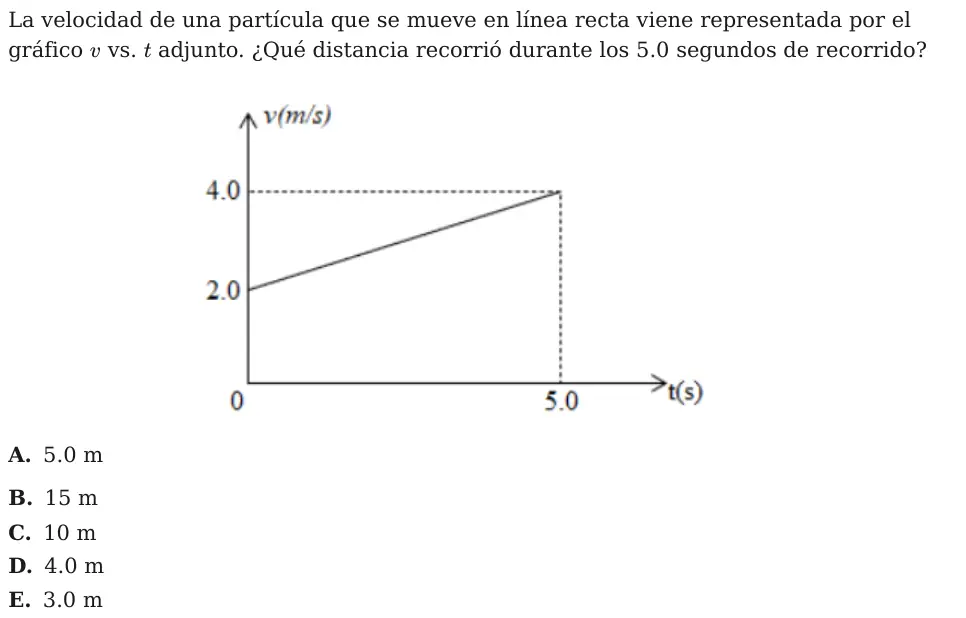 La velocidad de una partícula que se mueve en línea recta viene representada por el
gráfico v vs. t adjunto. ¿Qué distancia recorrió durante los 5.0 segundos de recorrido?
v(m/s)
4.0
2.0
0
5.0
t(s)
A. 5.0 m
B. 15 m
C. 10 m
D. 4.0 m
E. 3.0 m